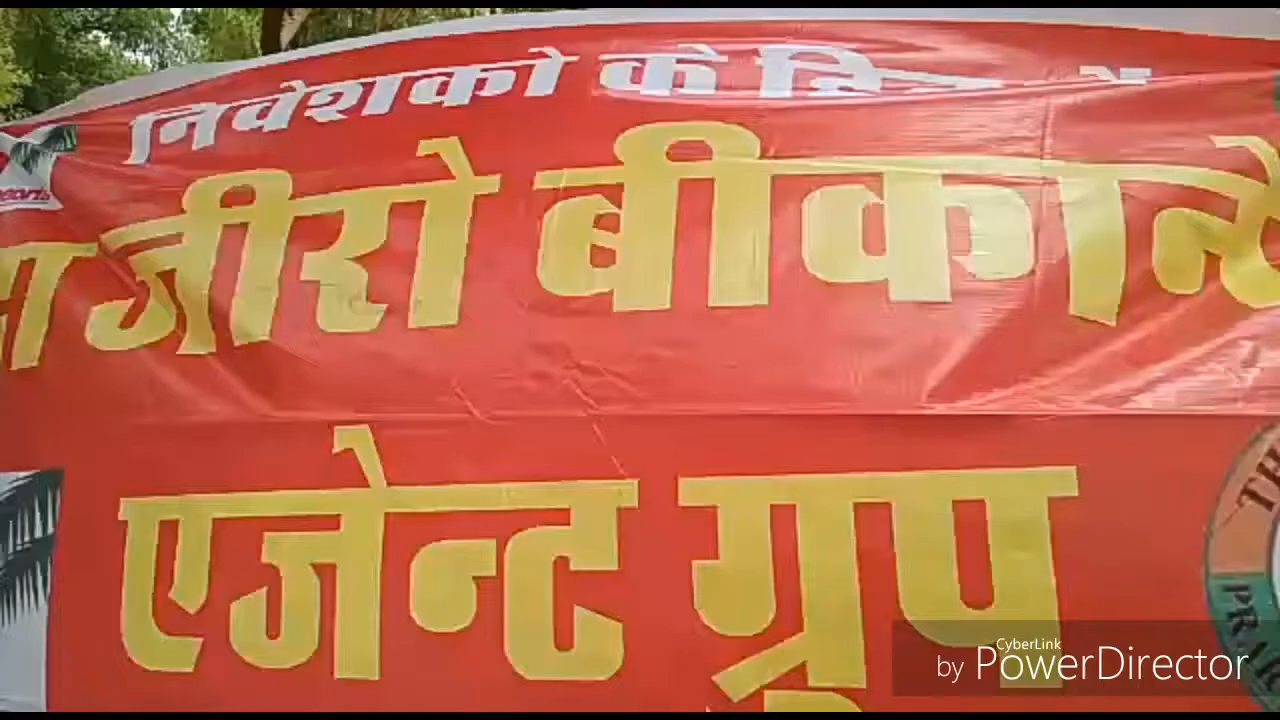 निवेशको के
जीरो बीकाने
एजेन्ट ग्रुप
CyberLink
by PowerDirector